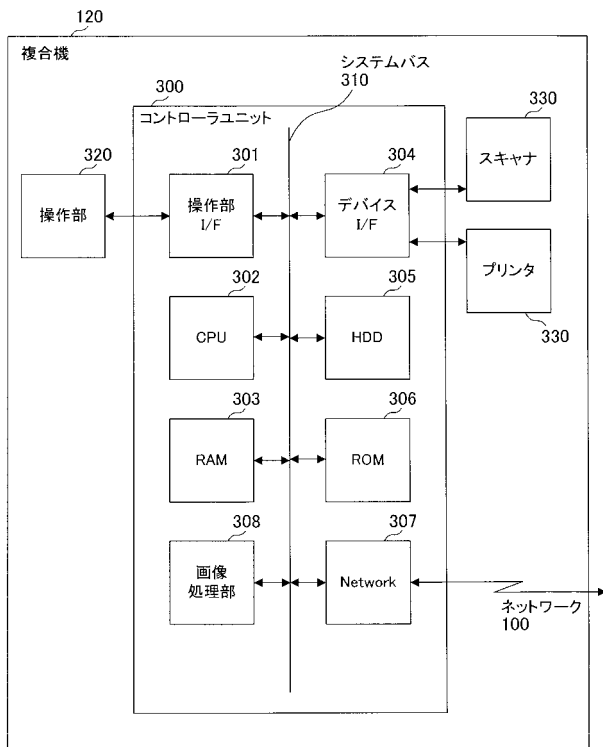 120
複合機
システムバス
310
300
コントローラユニット
330
スキャナ
320
操作部
301
操作部
I/F
304
デバイス
I/F
プリンタ
330
302
CPU
305
HDD
303
RAM
306
ROM
308
画像
処理部
307
Network
ネットワーク
100